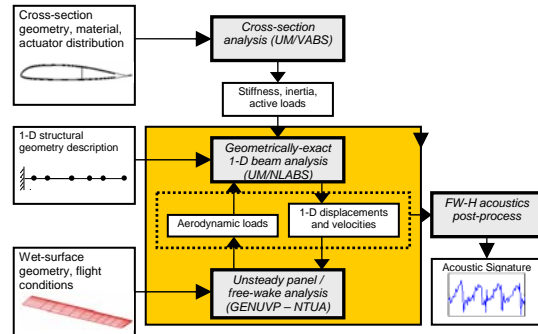 Cross-section
geometry, material,
actuator distribution
Cross-section
analysis (UM/VABS)
Stiffness, inertia,
active loads
1-D structural
geometry description
Geometrically-exact
1-D beam analysis
(UM/NLABS)
Aerodynamic loads
1-D displacements
and velocities
FW-H acoustics
post-process
Wet-surface
geometry, flight
conditions
Unsteady panel /
free-wake analysis
(GENUVP – NTUA)
Acoustic Signature